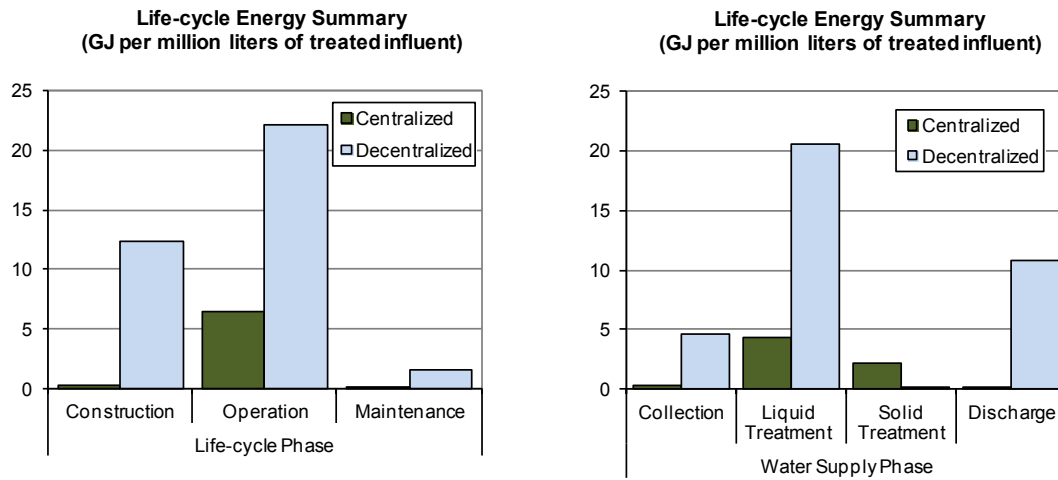 Life-cycle Energy Summary
(GJ per million liters of treated influent)
25
20
15
10
5
0
Centralized
Decentralized
Construction
Operation
Maintenance
Life-cycle Phase
Life-cycle Energy Summary
(GJ per million liters of treated influent)
25
20
15
10
5
0
Centralized
Decentralized
Collection
Liquid
Treatment
Solid
Treatment
Discharge
Water Supply Phase